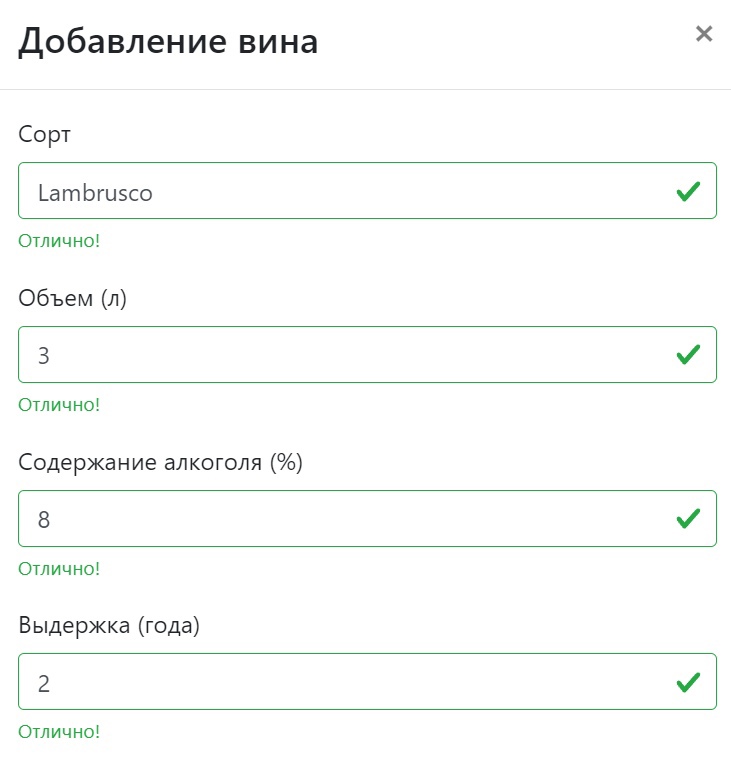 Добавление вина
Сорт
Lambrusco
Отлично!
Объем (л)
3
Отлично!
Содержание алкоголя (%)
8
Отлично!
Выдержка (года)
2
Отлично!